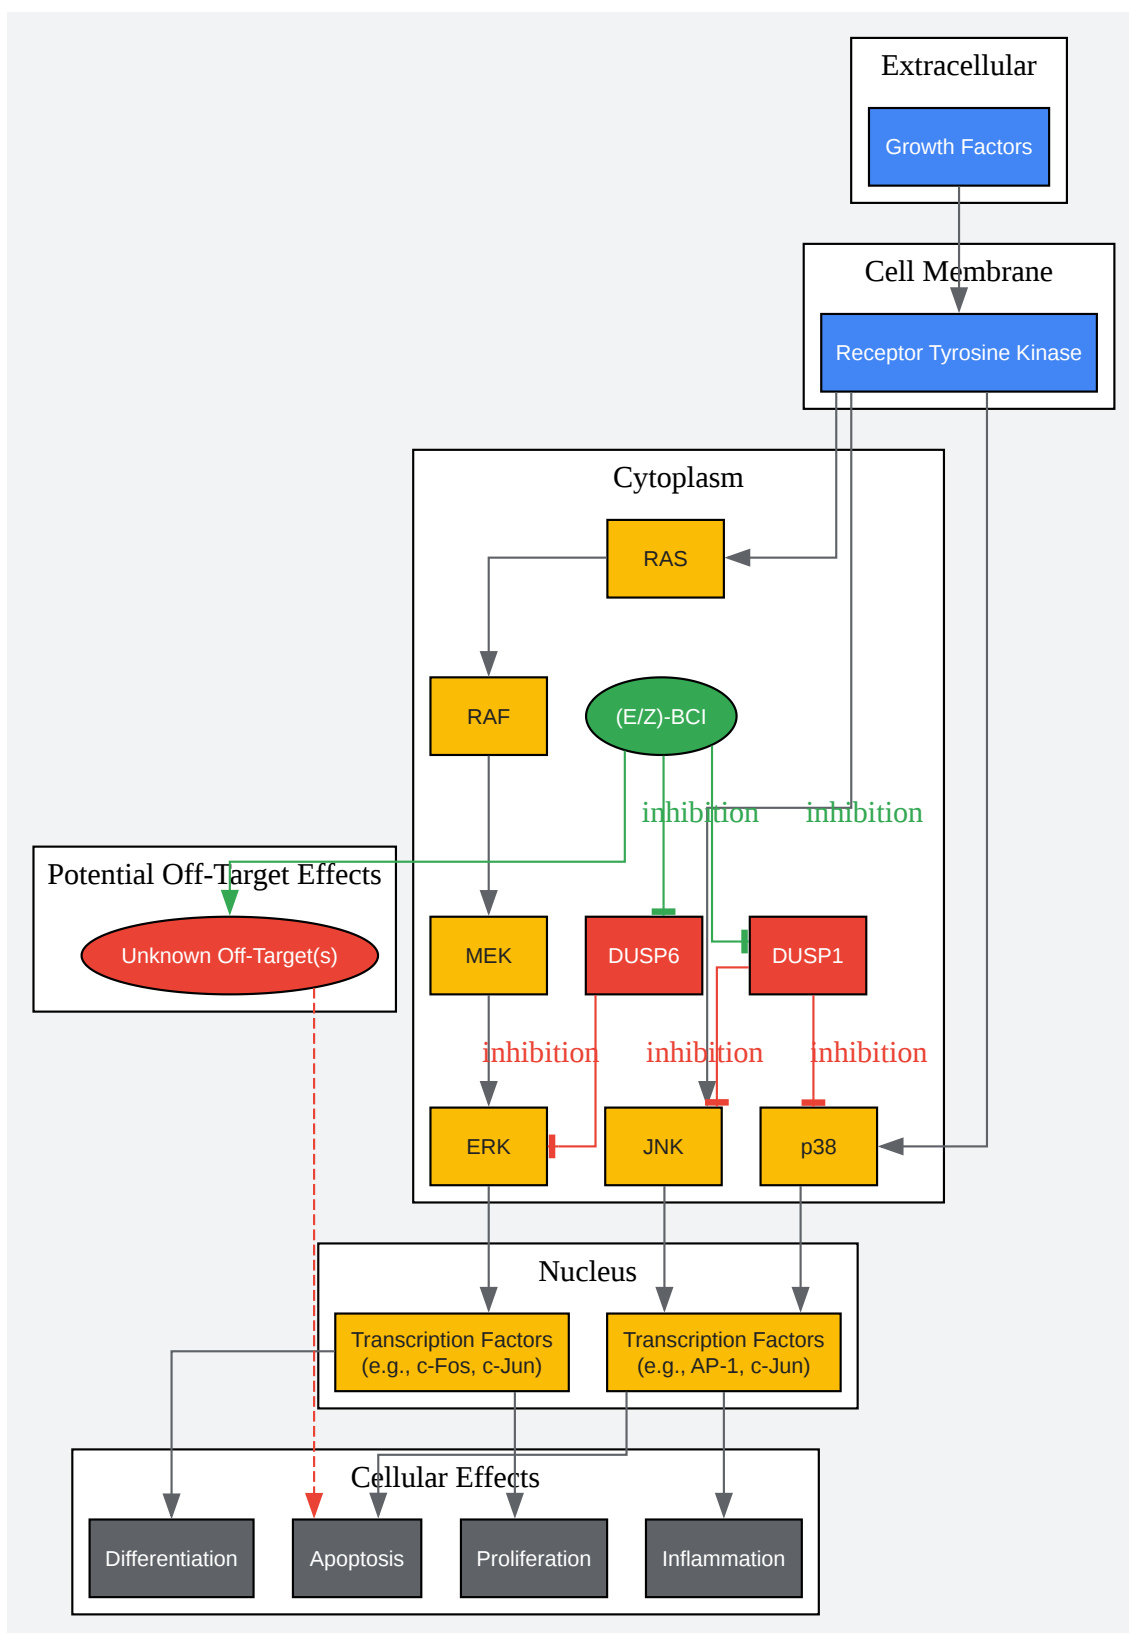 Extracellular
Growth Factors
Cell Membrane
Receptor Tyrosine Kinase
Cytoplasm
RAS
RAF
(E/Z)-BCI
inhibition
inhibition
Potential Off-Target Effects
Unknown Off-Target(s)
MEK
DUSP6
DUSP1
inhibition
inhibition
inhibition
ERK
JNK
p38
Nucleus
Transcription Factors
(e.g., c-Fos, c-Jun)
Transcription Factors
(e.g., AP-1, c-Jun)
Cellular Effects
Differentiation
Apoptosis
Proliferation
Inflammation